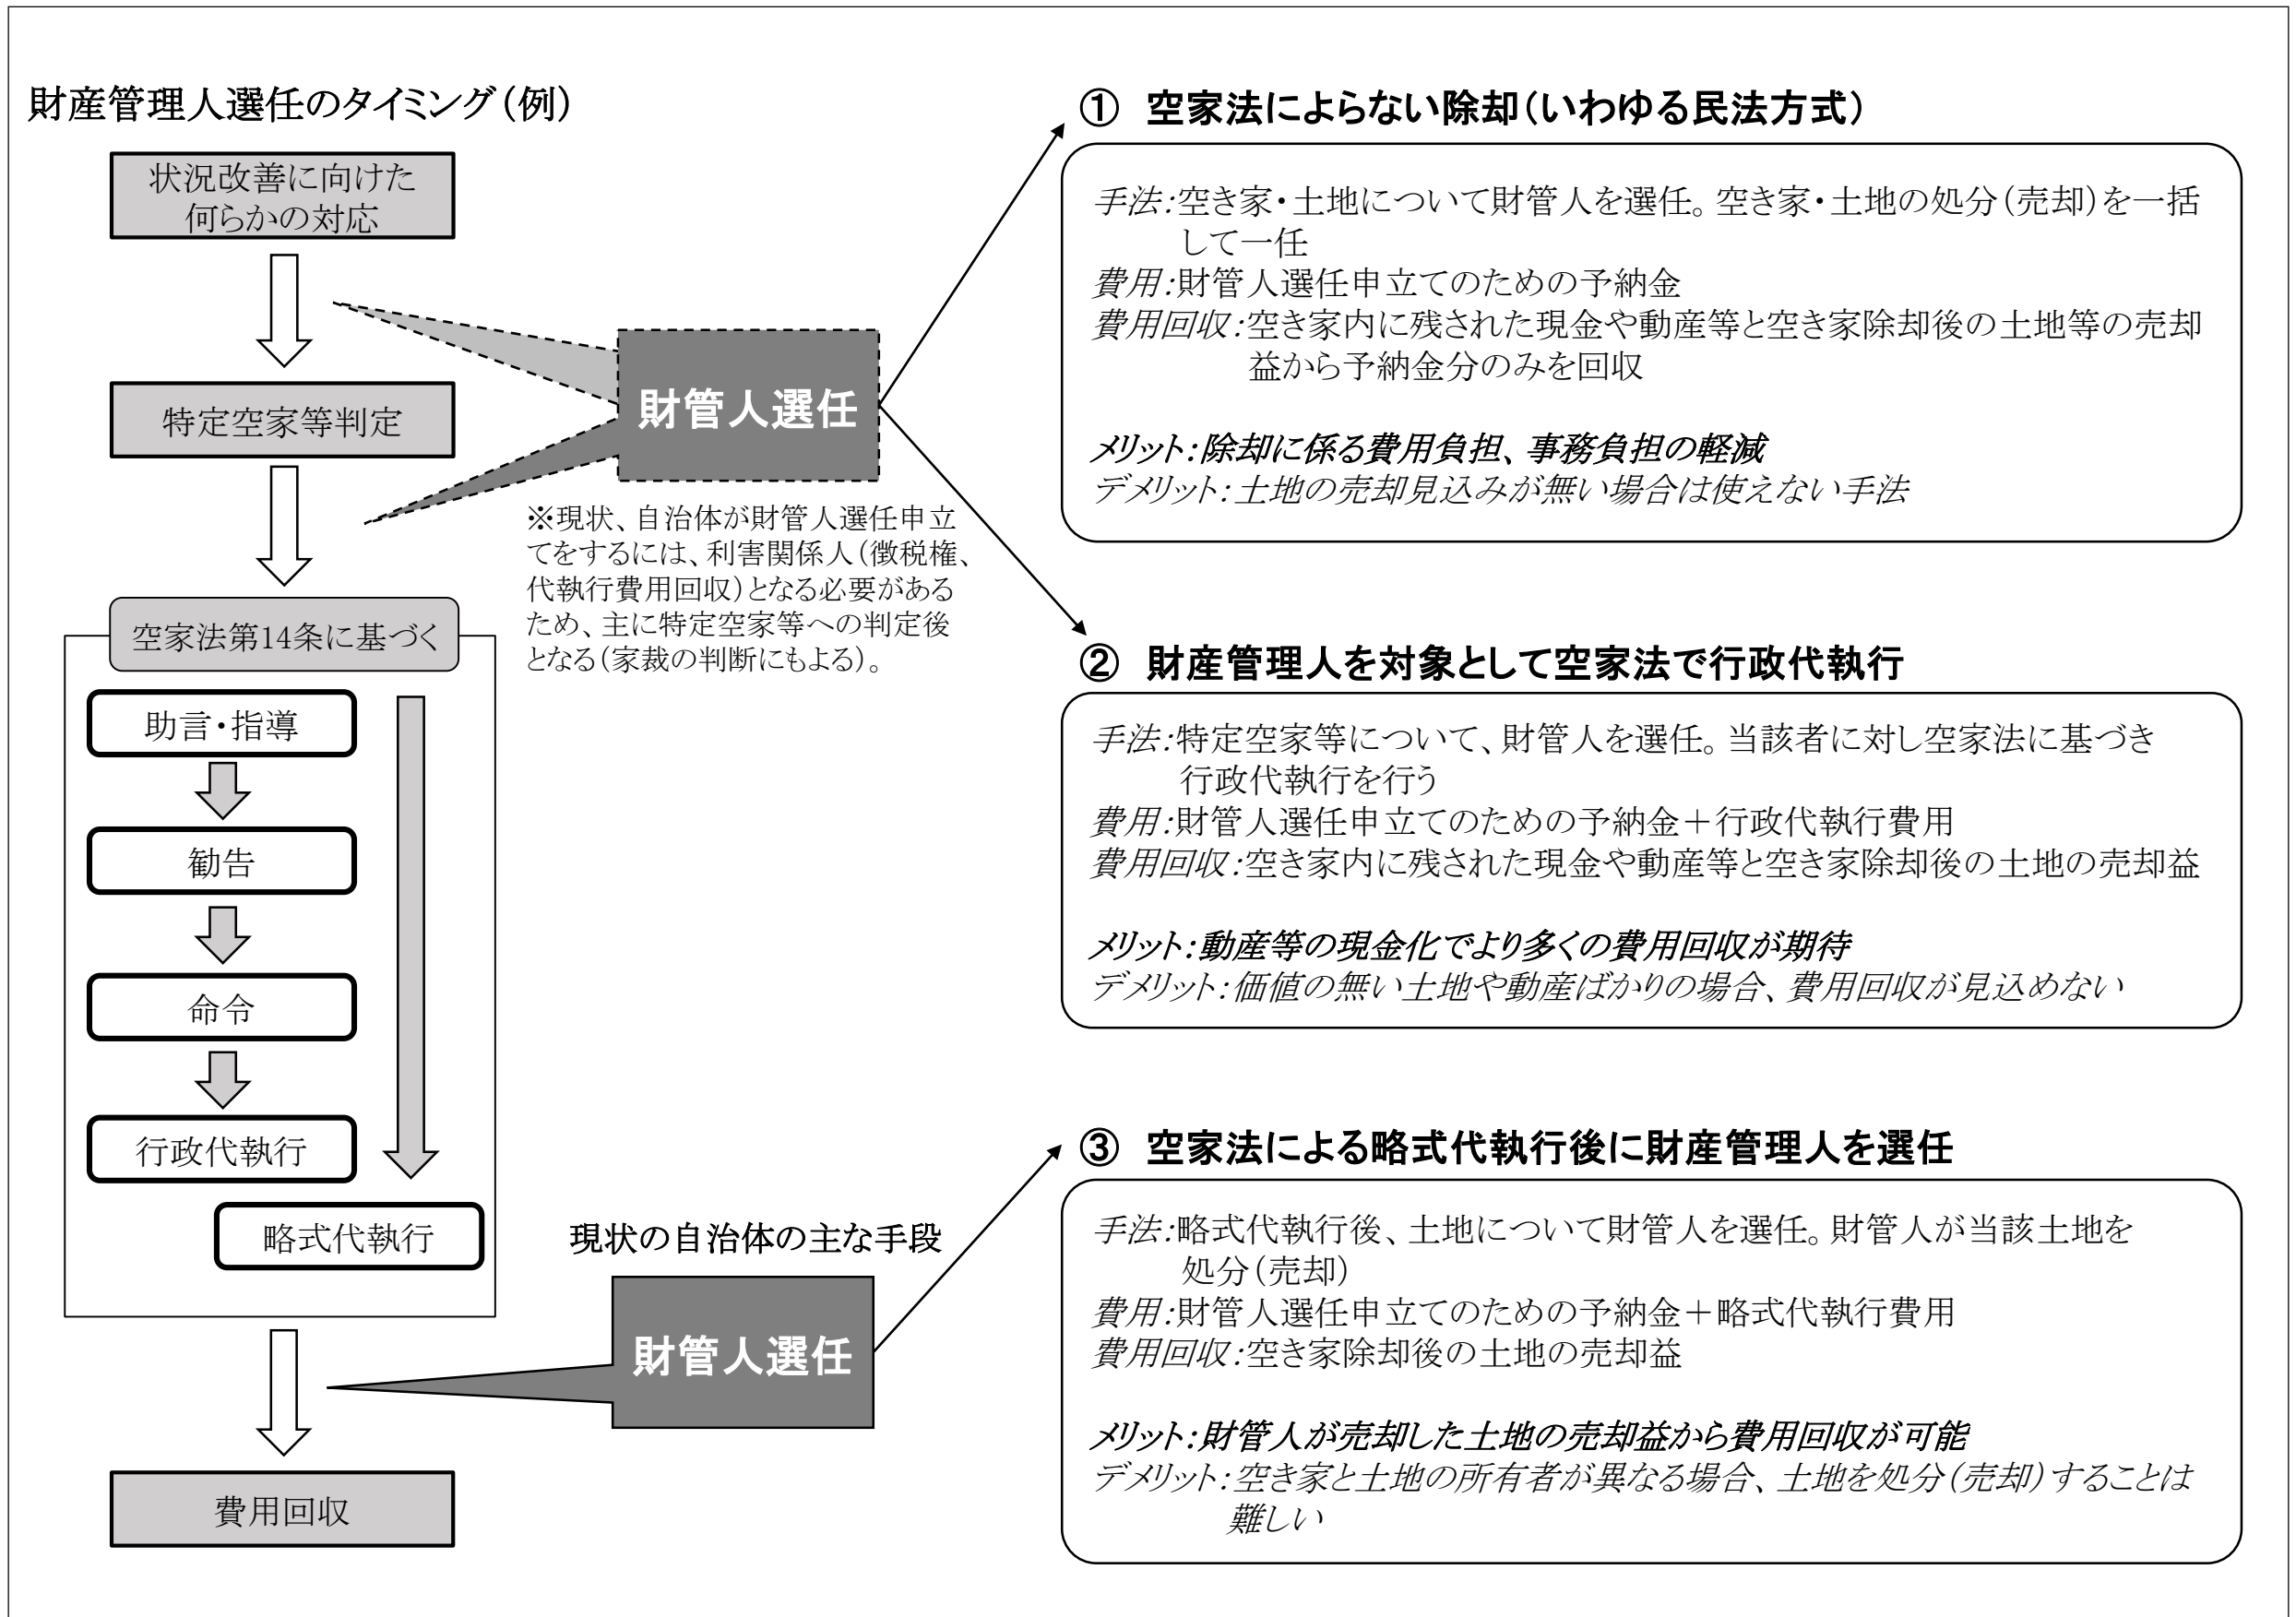 財産管理人選任のタイミング（例）
状況改善に向けた
何らかの対応
特定空家等判定
財管人選任
※現状、自治体が財管人選任申立
てをするには、利害関係人（徴税権、
代執行費用回収）となる必要がある
ため、主に特定空家等への判定後
となる（家裁の判断にもよる）。
空家法第14条に基づく
助言・指導
勧告
命令
行政代執行
略式代執行
現状の自治体の主な手段
財管人選任
費用回収
① 空家法によらない除却（いわゆる民法方式）
手法：空き家・土地について財管人を選任。空き家・土地の処分（売却）を一括
して一任
費用：財管人選任申立てのための予納金
費用回収：空き家内に残された現金や動産等と空き家除却後の土地等の売却
益から予納金分のみを回収
メリット：除却に係る費用負担、事務負担の軽減
デメリット：土地の売却見込みが無い場合は使えない手法
② 財産管理人を対象として空家法で行政代執行
手法：特定空家等について、財管人を選任。当該者に対し空家法に基づき
行政代執行を行う
費用：財管人選任申立てのための予納金＋行政代執行費用
費用回収：空き家内に残された現金や動産等と空き家除却後の土地の売却益
メリット：動産等の現金化でより多くの費用回収が期待
デメリット：価値の無い土地や動産ばかりの場合、費用回収が見込めない
③ 空家法による略式代執行後に財産管理人を選任
手法：略式代執行後、土地について財管人を選任。財管人が当該土地を
処分（売却）
費用：財管人選任申立てのための予納金＋略式代執行費用
費用回収：空き家除却後の土地の売却益
メリット：財管人が売却した土地の売却益から費用回収が可能
デメリット：空き家と土地の所有者が異なる場合、土地を処分（売却）することは
難しい